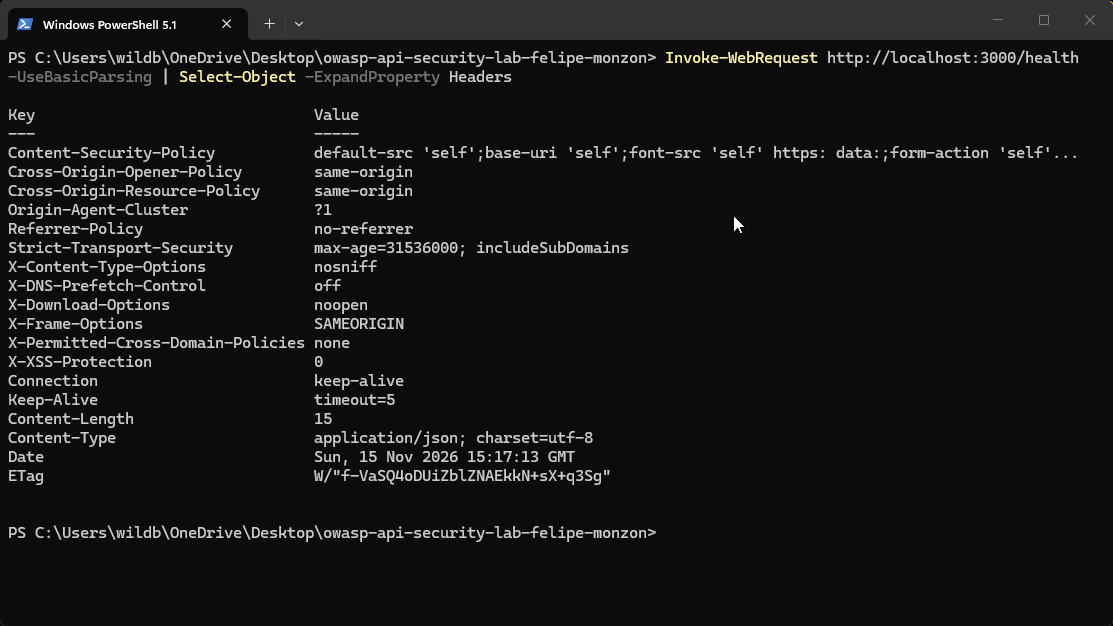 Windows PowerShell 5.1
PS C:\Users\wildb\OneDrive\Desktop\owasp-api-security-lab-felipe-monzon> Invoke-WebRequest http://localhost:3000/health
-UseBasicParsing | Select-Object -ExpandProperty Headers
Key Value
--- -----
Content-Security-Policy default-src 'self';base-uri 'self';font-src 'self' https: data:;form-action 'self'...
Cross-Origin-Opener-Policy same-origin
Cross-Origin-Resource-Policy same-origin
Origin-Agent-Cluster ?1
Referrer-Policy no-referrer
Strict-Transport-Security max-age=31536000; includeSubDomains
X-Content-Type-Options nosniff
X-DNS-Prefetch-Control off
X-Download-Options noopen
X-Frame-Options SAMEORIGIN
X-Permitted-Cross-Domain-Policies none
X-XSS-Protection 0
Connection keep-alive
Keep-Alive timeout=5
Content-Length 15
Content-Type application/json; charset=utf-8
Date Sun, 15 Nov 2026 15:17:13 GMT
ETag W/"f-VaSQ4oDUiZblZNAEkkN+sX+q3Sg"
PS C:\Users\wildb\OneDrive\Desktop\owasp-api-security-lab-felipe-monzon>